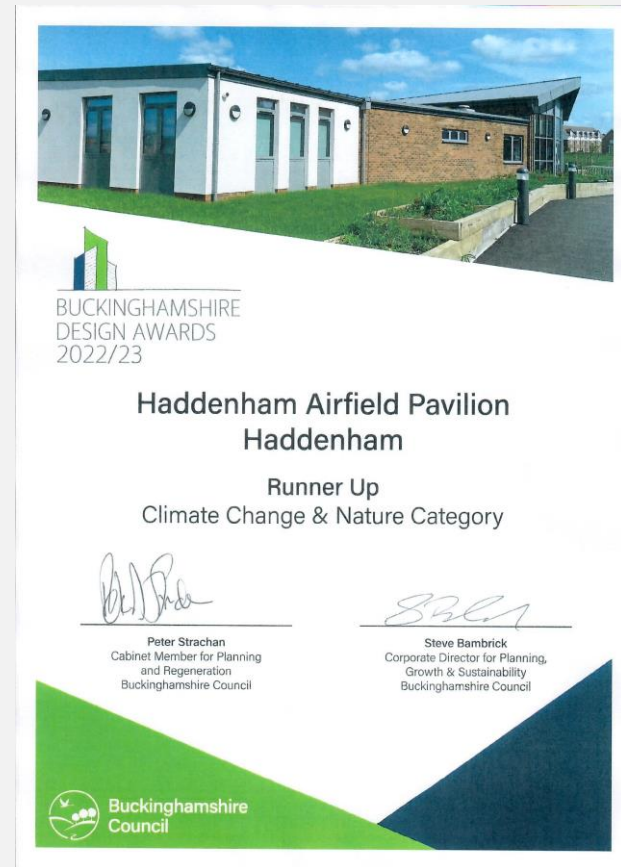 BUCKINGHAMSHIRE
DESIGN AWARDS
2022/23
Haddenham Airfield Pavilion
Haddenham
Runner Up
Climate Change & Nature Category
Peter Strachan
Cabinet Member for Planning
and Regeneration
Buckinghamshire Council
Steve Bambrick
Corporate Director for Planning,
Growth & Sustainability
Buckinghamshire Council
Buckinghamshire
Council